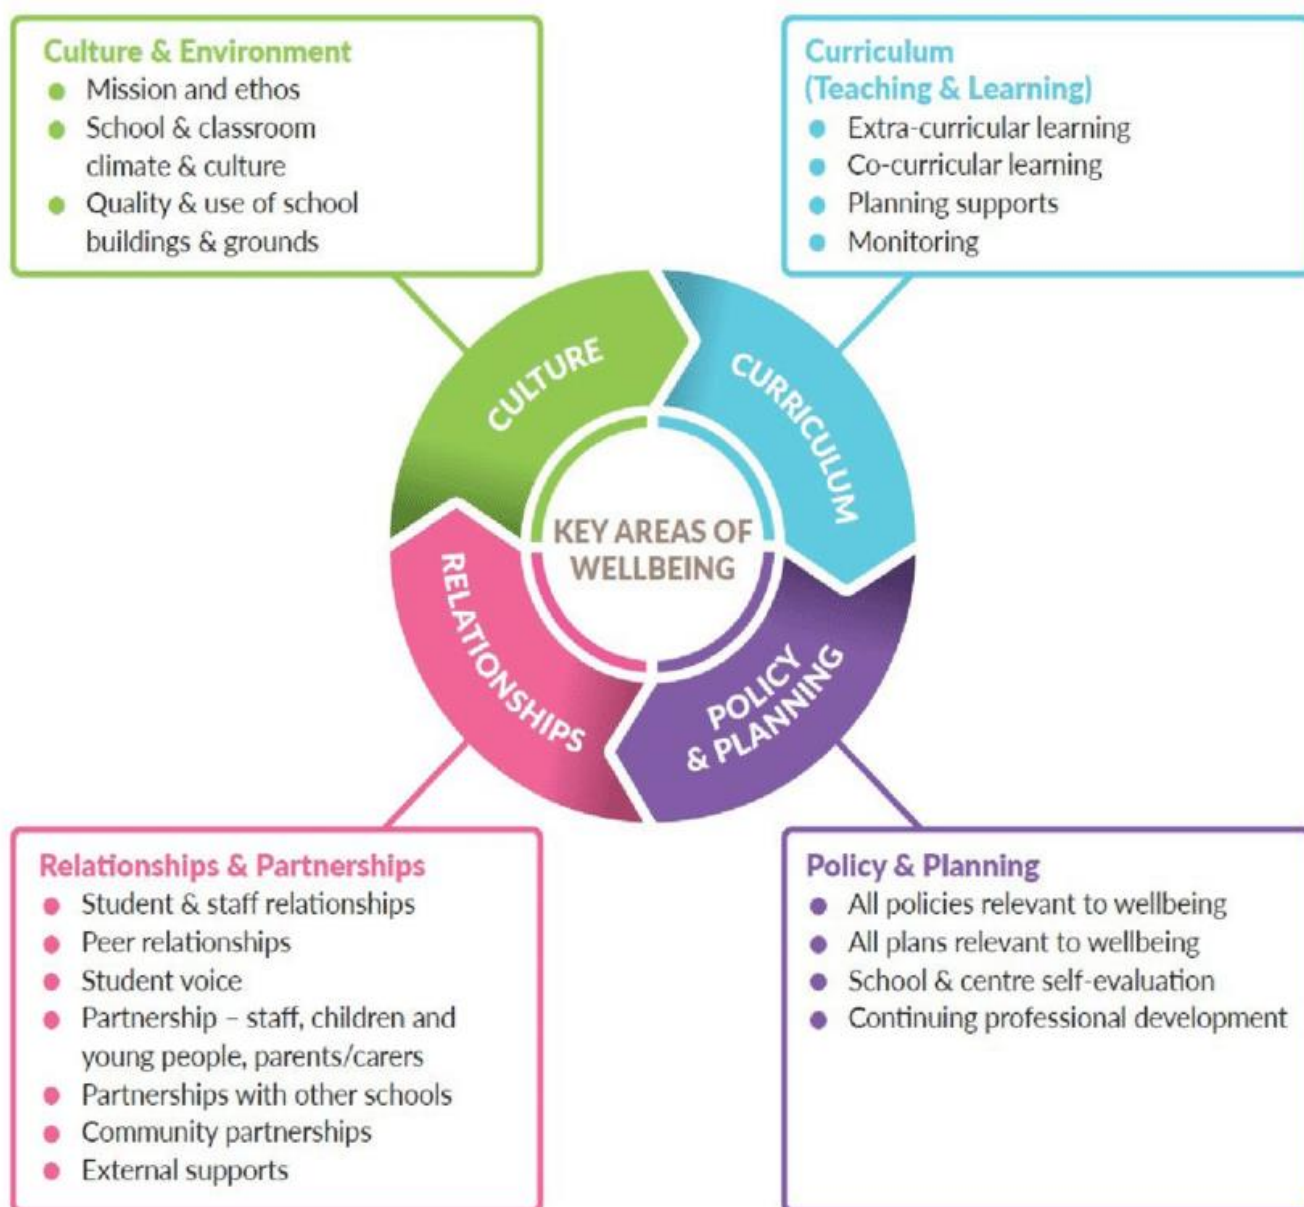 Culture & Environment
Mission and ethos
School & classroom
climate & culture
Quality & use of school
buildings & grounds
Curriculum
(Teaching & Learning)
Extra-curricular learning
Co-curricular learning
Planning supports
Monitoring
CULTURE
CURRICULUM
KEY AREAS OF
WELLBEING
RELATIONSHIPS
POLICY
& PLANNING
Relationships & Partnerships
Student & staff relationships
Peer relationships
Student voice
Partnership – staff, children and
young people, parents/carers
Partnerships with other schools
Community partnerships
External supports
Policy & Planning
All policies relevant to wellbeing
All plans relevant to wellbeing
School & centre self-evaluation
Continuing professional development